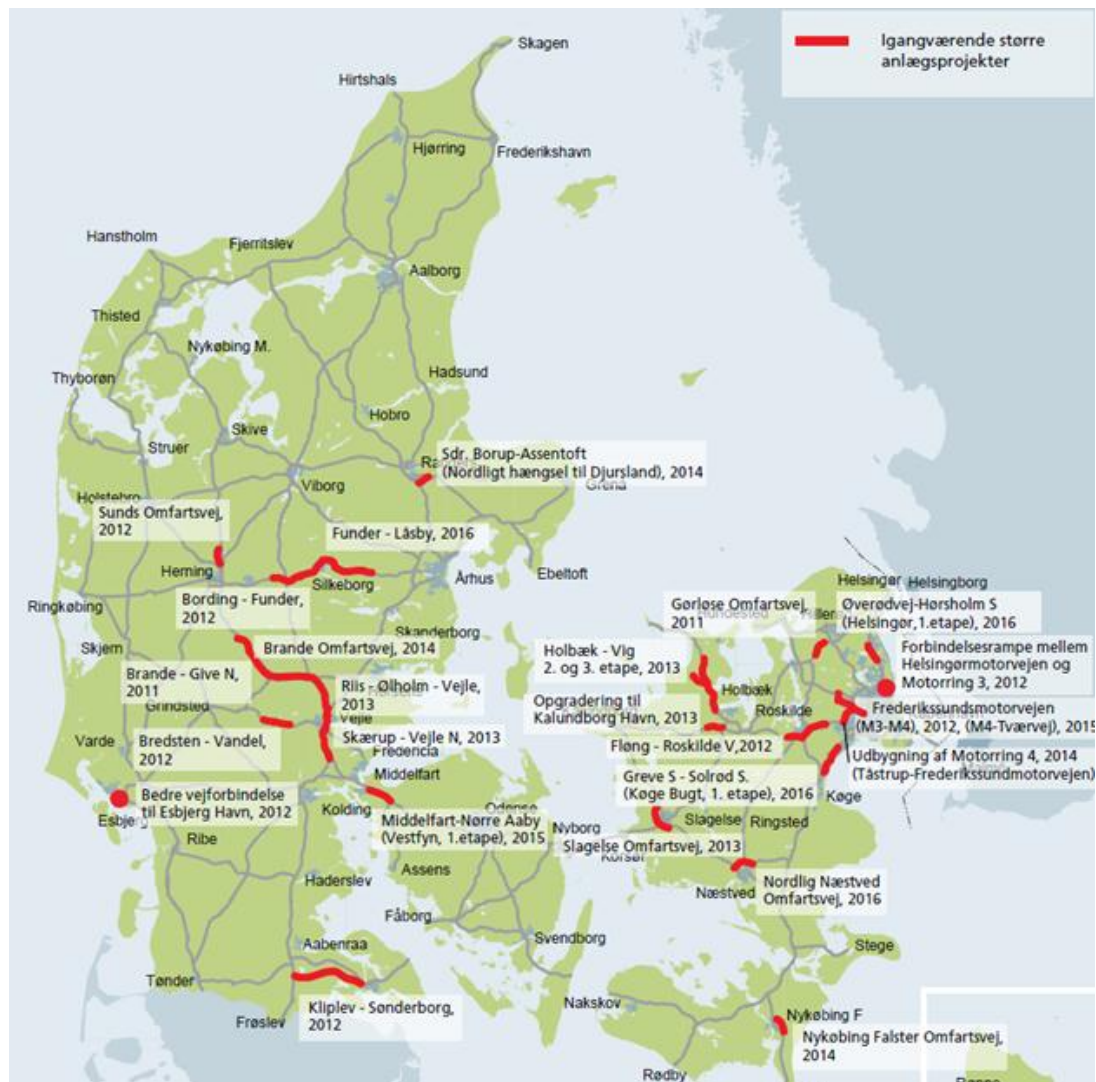 Igangværende større
anlægsprojekter
Skagen
Hirtshals
Hjørring
Frederikshavn
Hanstholm
Fjerritslev
Aalborg
Thisted
Nykøbing M.
Hadsund
Thyborøn
Hobro
Skive
Struer
Sdr. Borup-Assentoft
(Nordligt hængsel til Djursland), 2014
Viborg
Grenå
Holstebro
Sunds Omfartsvej,
2012
Funder - Låsby, 2016
Herning
Silkeborg
Århus
Ebeltoft
Helsingør
Helsingborg
Ringkøbing
Bording - Funder,
2012
Gørløse Omfartsvej,
2011
Øverødvej-Hørsholm S
(Helsingør,1.etape), 2016
Skjern
Skanderborg
Brande Omfartsvej, 2014
Holbæk - Vig
2. og 3. etape, 2013
Forbindelsesrampe mellem
Helsingørmotorvejen og
Motorring 3, 2012
Brande - Give N,
2011
Riis - Ølholm - Vejle,
2013
Holbæk
Roskilde
Grindsted
Vejle
Opgradering til
Kalundborg Havn, 2013
Frederikssundsmotorvejen
(M3-M4), 2012, (M4-Tværvej), 2015
Varde
Bredsten - Vandel,
2012
Skærup - Vejle N, 2013
Fredericia
Fløng - Roskilde V,2012
Udbygning af Motorring 4, 2014
(Tåstrup-Frederikssundmotorvejen)
Middelfart
Greve S - Solrød S.
(Køge Bugt, 1. etape), 2016
Køge
Esbjerg
Bedre vejforbindelse
til Esbjerg Havn, 2012
Kolding
Odense
Middelfart-Nørre Aaby
(Vestfyn, 1.etape), 2015
Nyborg
Slagelse
Ringsted
Slagelse Omfartsvej, 2013
Korsør
Ribe
Assens
Haderslev
Næstved
Nordlig Næstved
Omfartsvej, 2016
Fåborg
Svendborg
Stege
Aabenraa
Tønder
Kliplev - Sønderborg,
2012
Nakskov
Nykøbing F
Frøslev
Nykøbing Falster Omfartsvej,
2014
Rødby